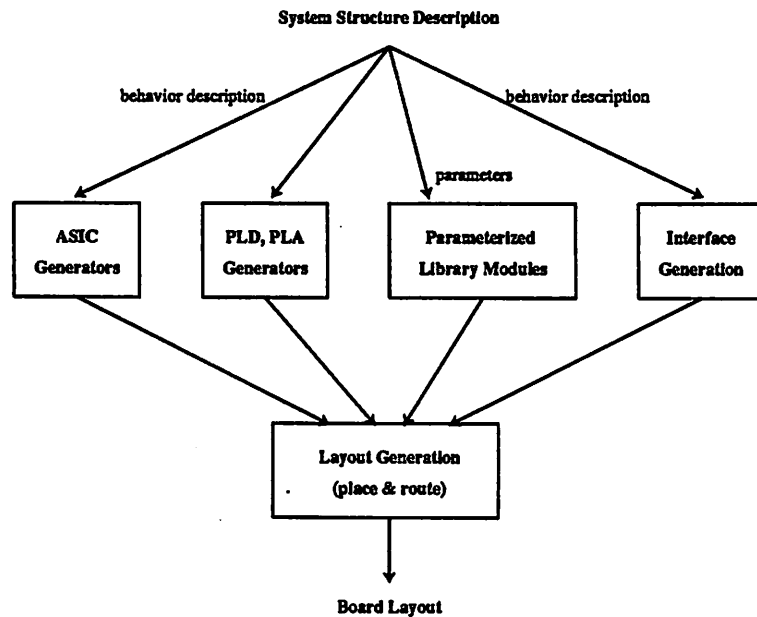 System Structure Description
behavior description
behavior description
parameters
ASIC
Generators
PLD, PLA
Generators
Parameterized
Library Modules
Interface
Generation
Layout Generation
(place & route)
Board Layout